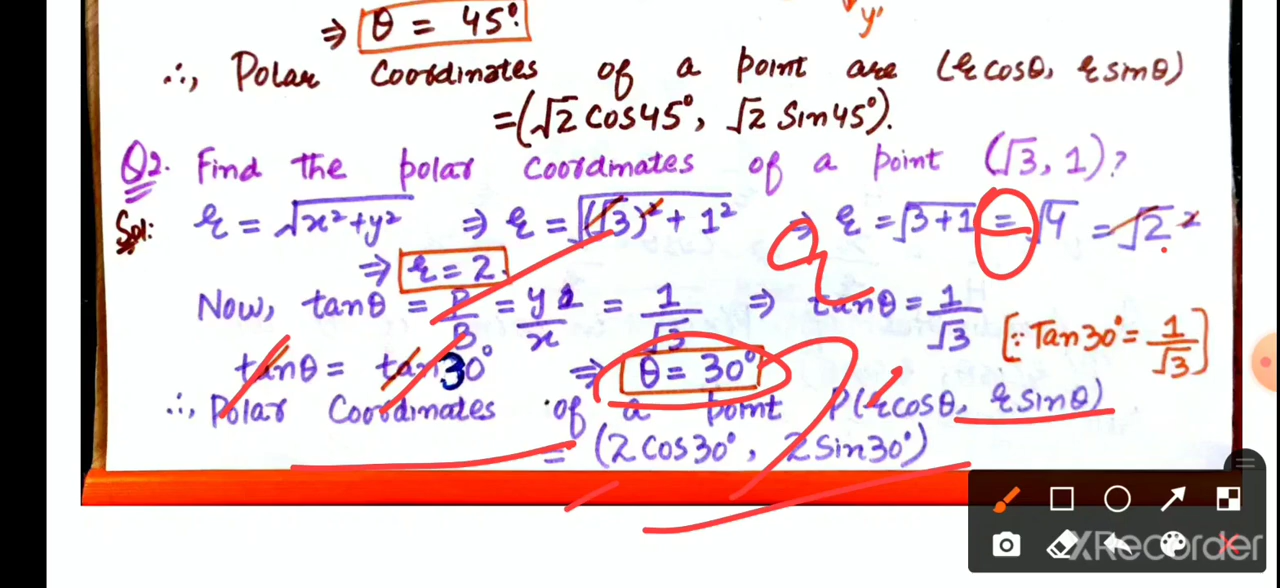 ⇒ θ = 45°.
y'
∴, Polar coordinates of a point are (r cosθ, r sinθ)
=(√2 cos45°, √2 Sin45°).
Q2. Find the polar coordinates of a point (√3, 1)?
Sol: r = √x²+y² ⇒ r = √(√3)²+1² ⇒ r = √3+1 = √4 = √2²
⇒ r = 2.
Now, tanθ = P/B = y/x = 1/√3 ⇒ tanθ = 1/√3 [∵ Tan30° = 1/√3]
tanθ = tan30° ⇒ θ = 30°
∴, Polar Coordinates of a point P(r cosθ, r sinθ)
= (2 Cos30°, 2 Sin30°)
XRecorder